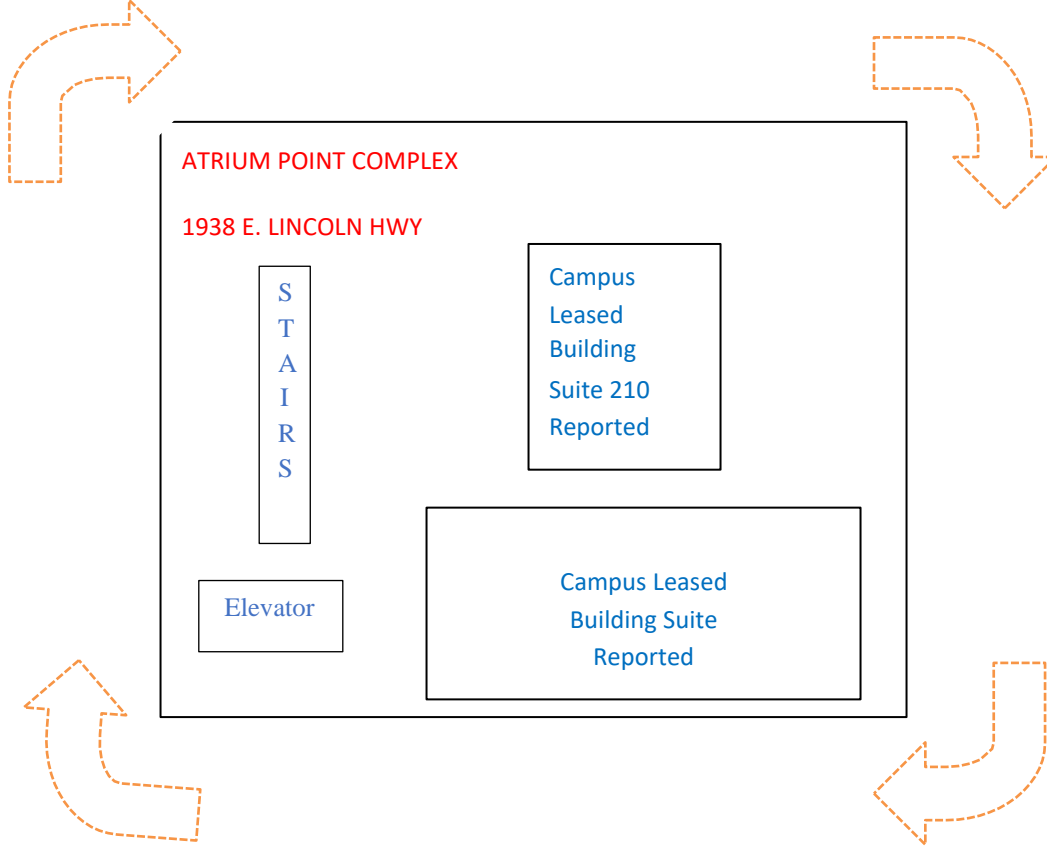 ATRIUM POINT COMPLEX
1938 E. LINCOLN HWY
S
T
A
I
R
S
Campus
Leased
Building
Suite 210
Reported
Elevator
Campus Leased
Building Suite
Reported